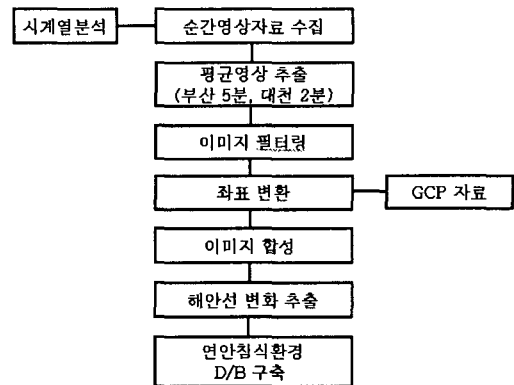 시계열분석
순간영상자료 수집
평균영상 추출
(부산 5분, 대천 2분)
이미지 필터링
좌표 변환
GCP 자료
이미지 합성
해안선 변화 추출
연안침식환경
D/B 구축